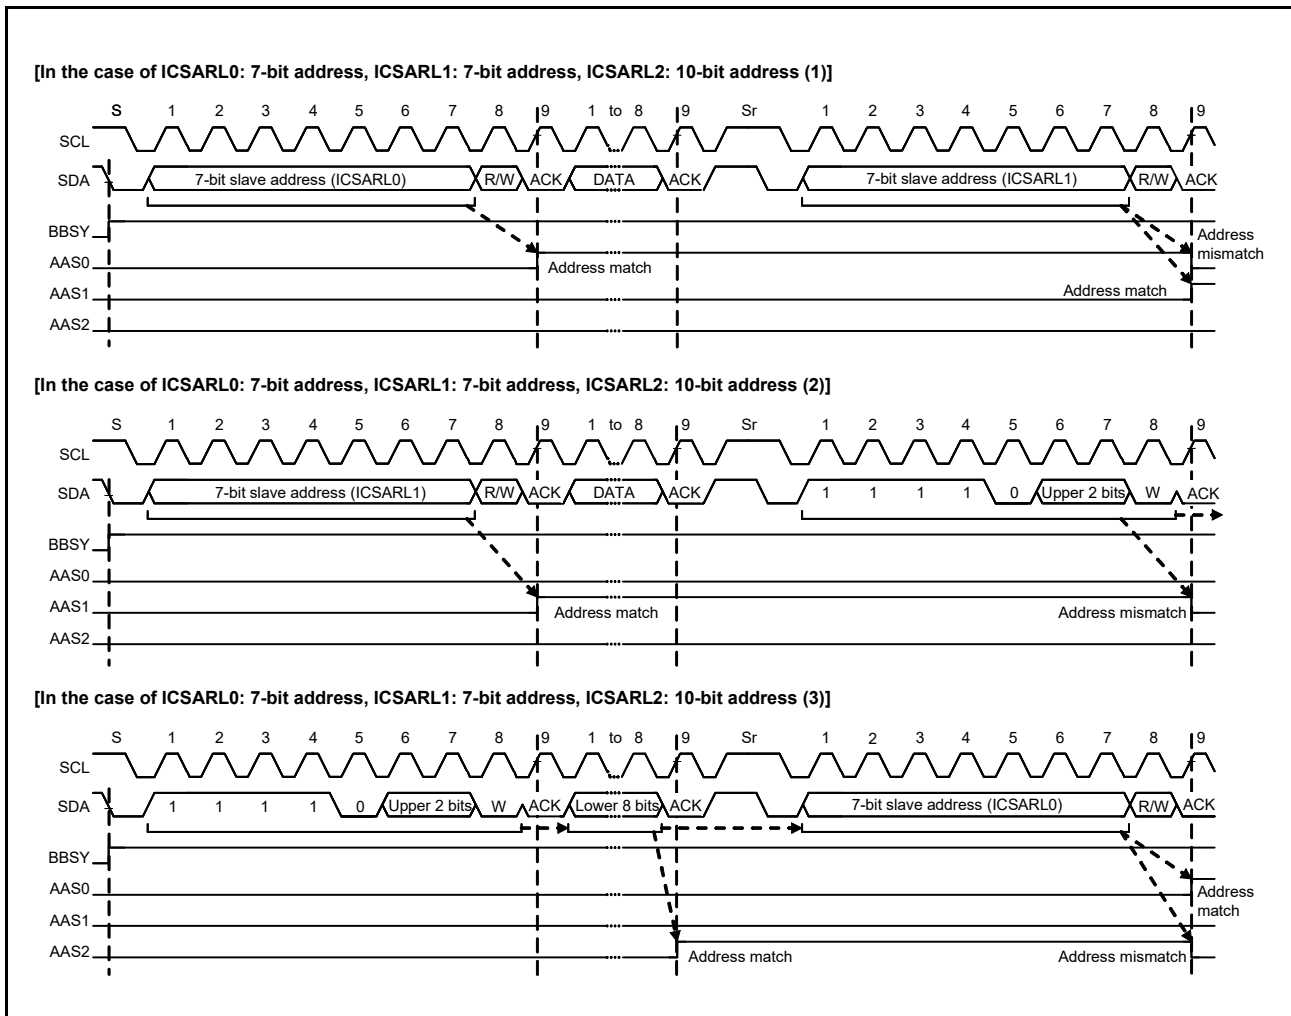 [In the case of ICSARL0: 7-bit address, ICSARL1: 7-bit address, ICSARL2: 10-bit address (1)]
S 1 2 3 4 5 6 7 8 9 1 to 8 9 Sr 1 2 3 4 5 6 7 8 9
SCL
SDA 7-bit slave address (ICSARL0) R/W ACK DATA ACK 7-bit slave address (ICSARL1) R/W ACK
BBSY Address
mismatch
AAS0 Address match
AAS1 Address match
AAS2
[In the case of ICSARL0: 7-bit address, ICSARL1: 7-bit address, ICSARL2: 10-bit address (2)]
S 1 2 3 4 5 6 7 8 9 1 to 8 9 Sr 1 2 3 4 5 6 7 8 9
SCL
SDA 7-bit slave address (ICSARL1) R/W ACK DATA ACK 1 1 1 1 0 Upper 2 bits W ACK
BBSY
AAS0
AAS1 Address match Address mismatch
AAS2
[In the case of ICSARL0: 7-bit address, ICSARL1: 7-bit address, ICSARL2: 10-bit address (3)]
S 1 2 3 4 5 6 7 8 9 1 to 8 9 Sr 1 2 3 4 5 6 7 8 9
SCL
SDA 1 1 1 1 0 Upper 2 bits W ACK Lower 8 bits ACK 7-bit slave address (ICSARL0) R/W ACK
BBSY
AAS0 Address
match
AAS1
AAS2 Address match Address mismatch